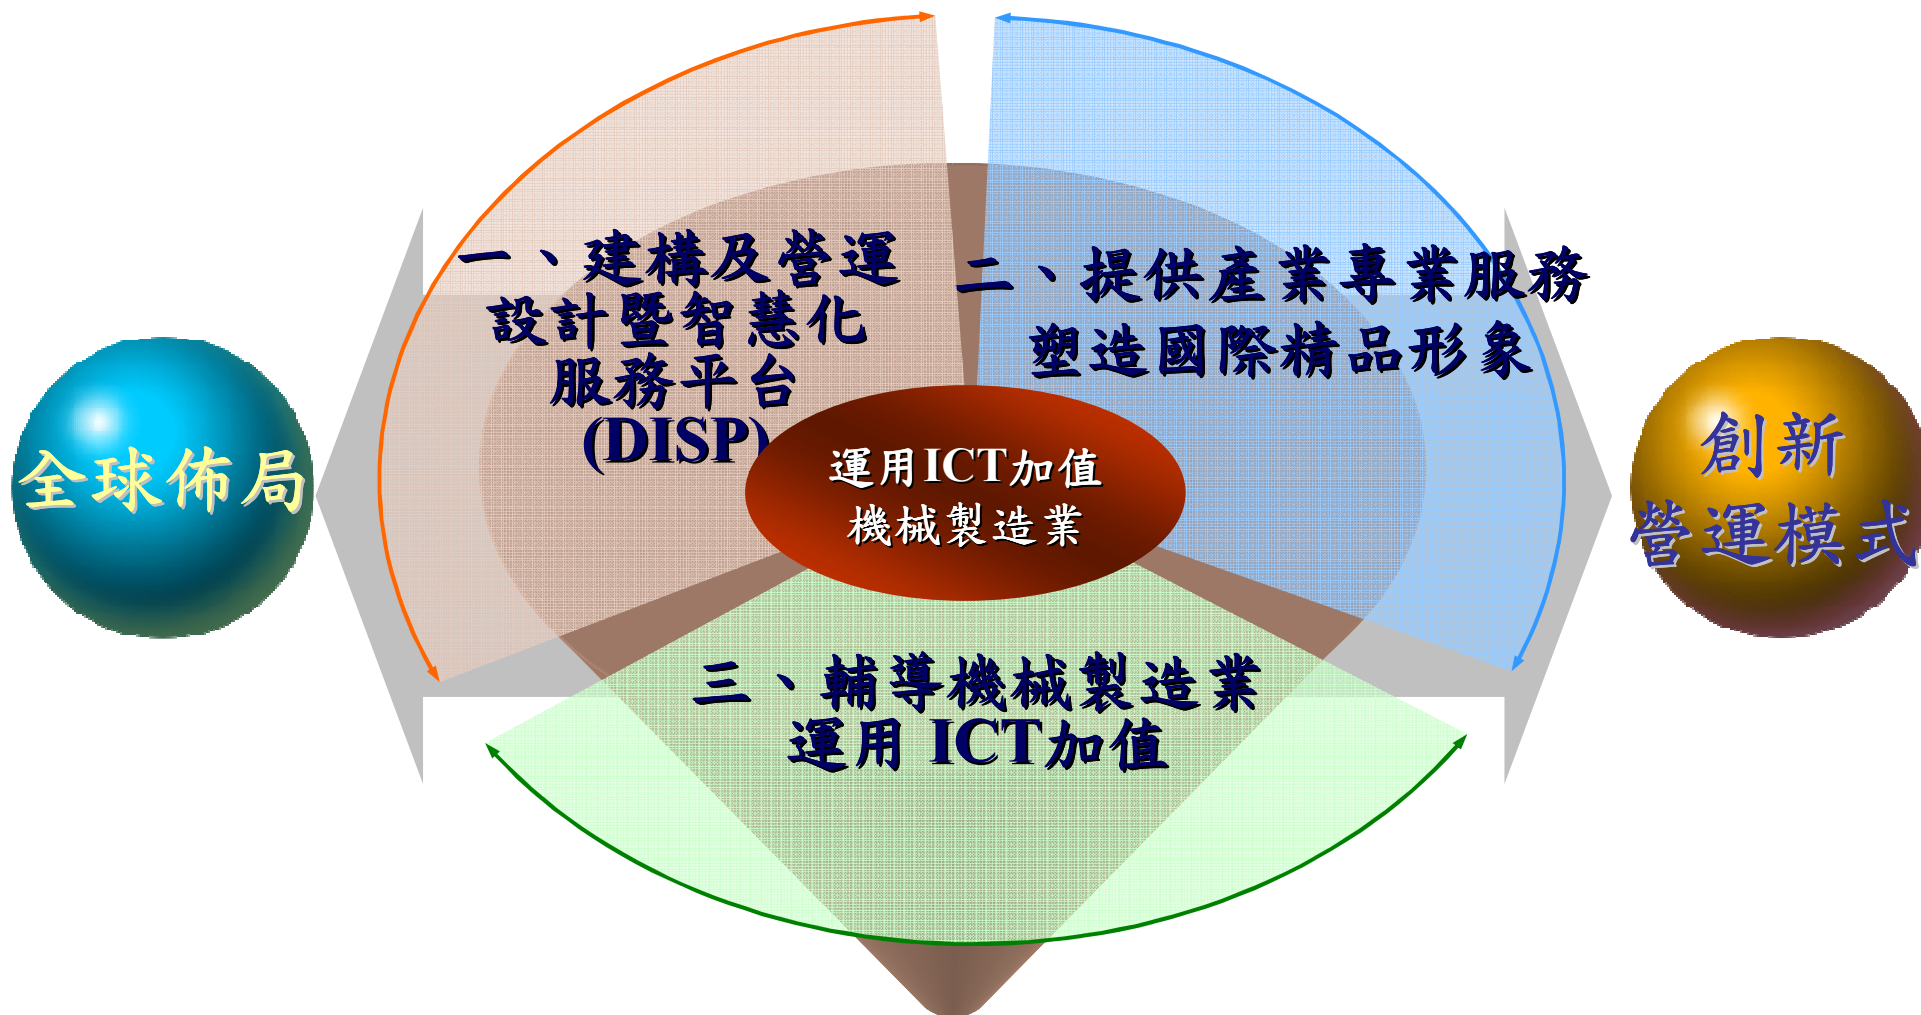 一、建構及營運
設計暨智慧化
服務平台
(DISP)
二、提供產業專業服務
塑造國際精品形象
全球佈局
運用ICT加值
機械製造業
創新
營運模式
三、輔導機械製造業
運用 ICT加值